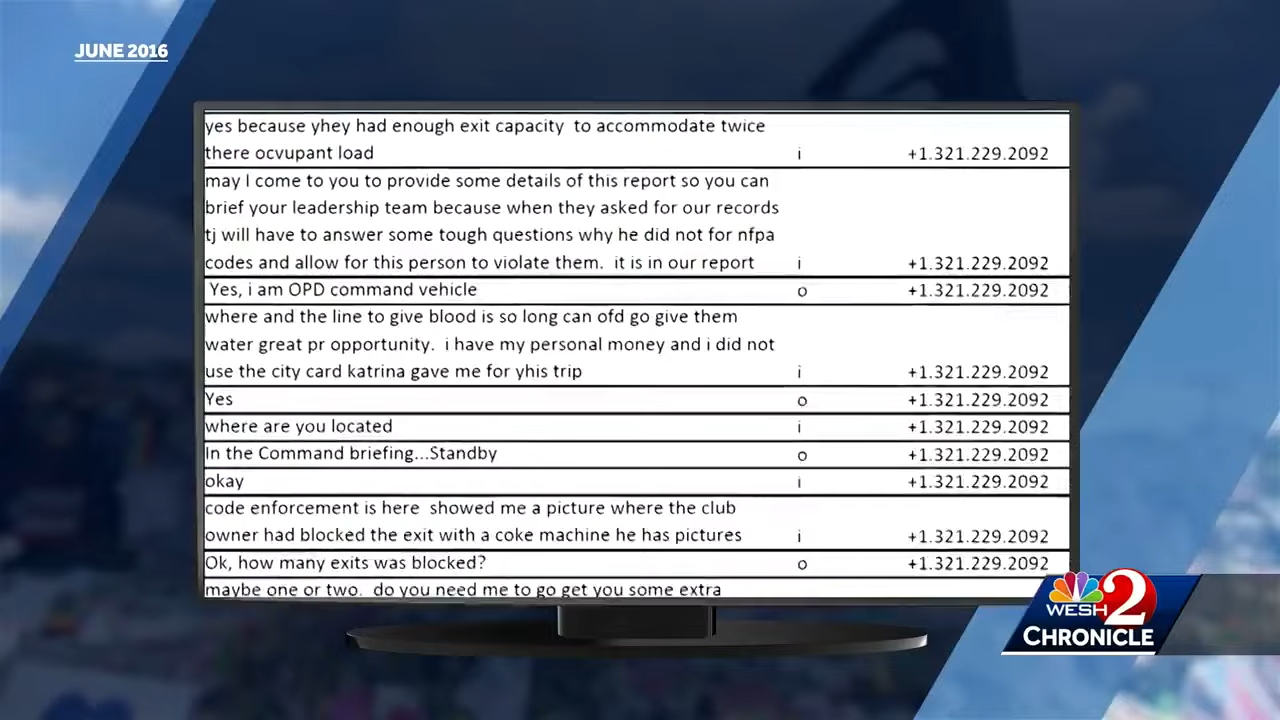 JUNE 2016
yes because yhey had enough exit capacity to accommodate twice
there ocvupant load i +1.321.229.2092
may I come to you to provide some details of this report so you can
brief your leadership team because when they asked for our records
tj will have to answer some tough questions why he did not for nfpa
codes and allow for this person to violate them. it is in our report i +1.321.229.2092
Yes, i am OPD command vehicle o +1.321.229.2092
where and the line to give blood is so long can ofd go give them
water great pr opportunity. i have my personal money and i did not
use the city card katrina gave me for yhis trip i +1.321.229.2092
Yes o +1.321.229.2092
where are you located i +1.321.229.2092
In the Command briefing...Standby o +1.321.229.2092
okay i +1.321.229.2092
code enforcement is here showed me a picture where the club
owner had blocked the exit with a coke machine he has pictures i +1.321.229.2092
Ok, how many exits was blocked? o +1.321.229.2092
maybe one or two. do you need me to go get you some extra
WESH 2
CHRONICLE